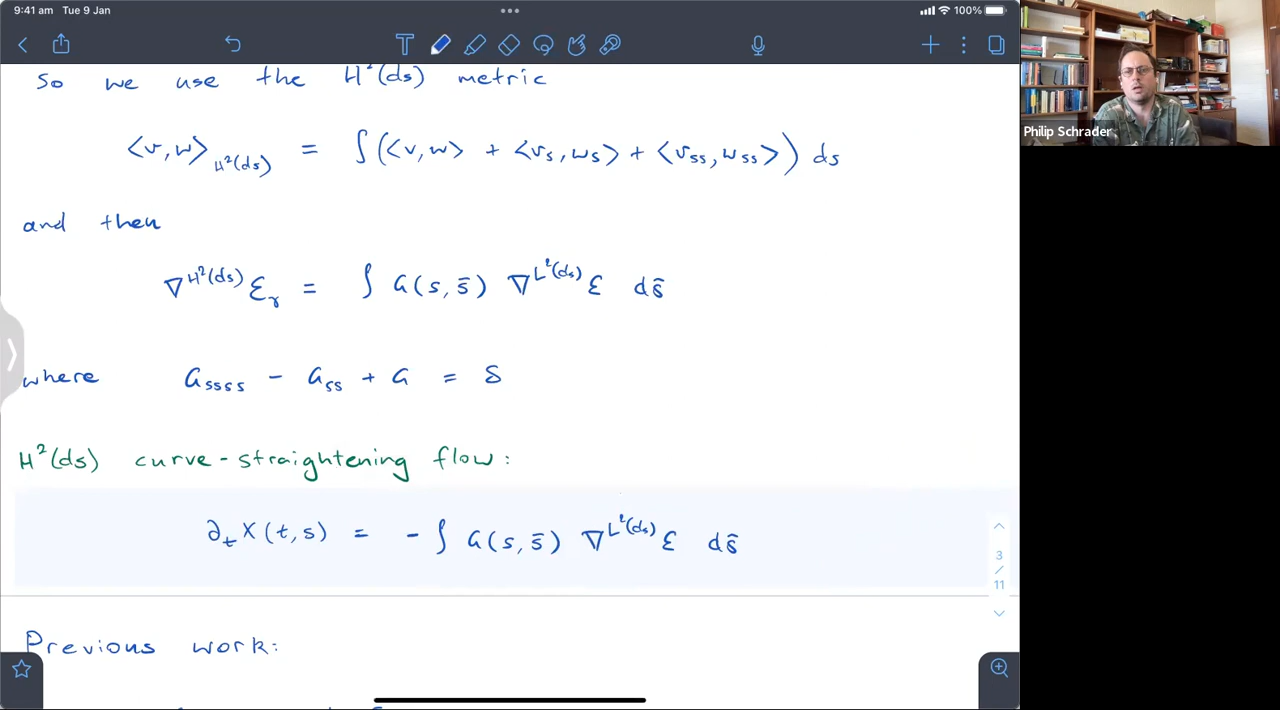 9:41 am Tue 9 Jan
100%
So we use the H²(ds) metric
⟨v,w⟩_{H²(ds)} = ∫(⟨v,w⟩ + ⟨v_s,w_s⟩ + ⟨v_ss,w_ss⟩) ds
and then
∇^{H²(ds)} ℰ_γ = ∫ G(s,s̄) ∇^{L²(ds)} ℰ ds̄
where G_ssss - G_ss + G = δ
H²(ds) curve-straightening flow:
∂_t X(t,s) = - ∫ G(s,s̄) ∇^{L²(ds)} ℰ ds̄
3
/
11
Previous work:
Philip Schrader